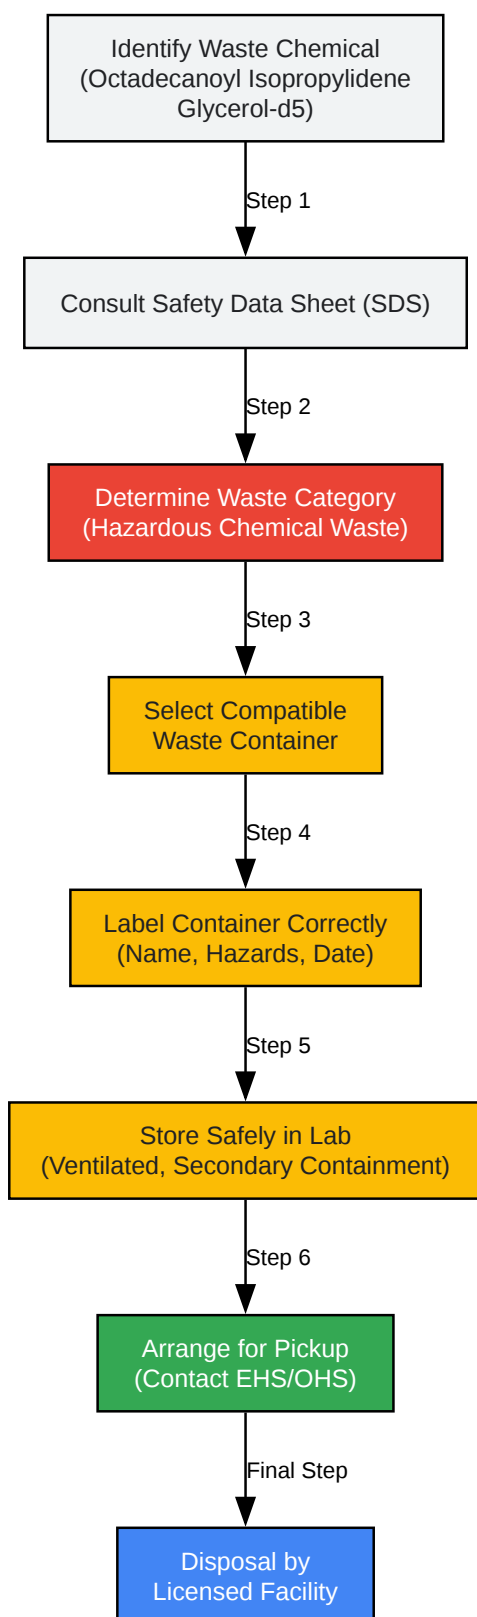 Identify Waste Chemical
(Octadecanoyl Isopropylidene
Glycerol-d5)
Step 1
Consult Safety Data Sheet (SDS)
Step 2
Determine Waste Category
(Hazardous Chemical Waste)
Step 3
Select Compatible
Waste Container
Step 4
Label Container Correctly
(Name, Hazards, Date)
Step 5
Store Safely in Lab
(Ventilated, Secondary Containment)
Step 6
Arrange for Pickup
(Contact EHS/OHS)
Final Step
Disposal by
Licensed Facility